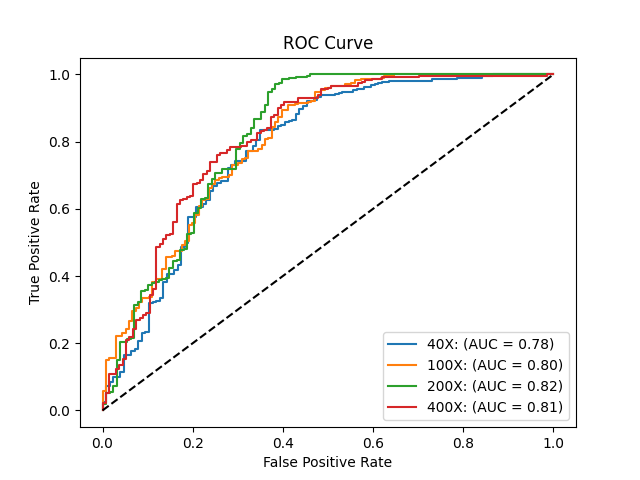 ROC Curve
True Positive Rate
1.0
0.8
0.6
0.4
0.2
0.0
0.0 0.2 0.4 0.6 0.8 1.0
False Positive Rate
40X: (AUC = 0.78)
100X: (AUC = 0.80)
200X: (AUC = 0.82)
400X: (AUC = 0.81)